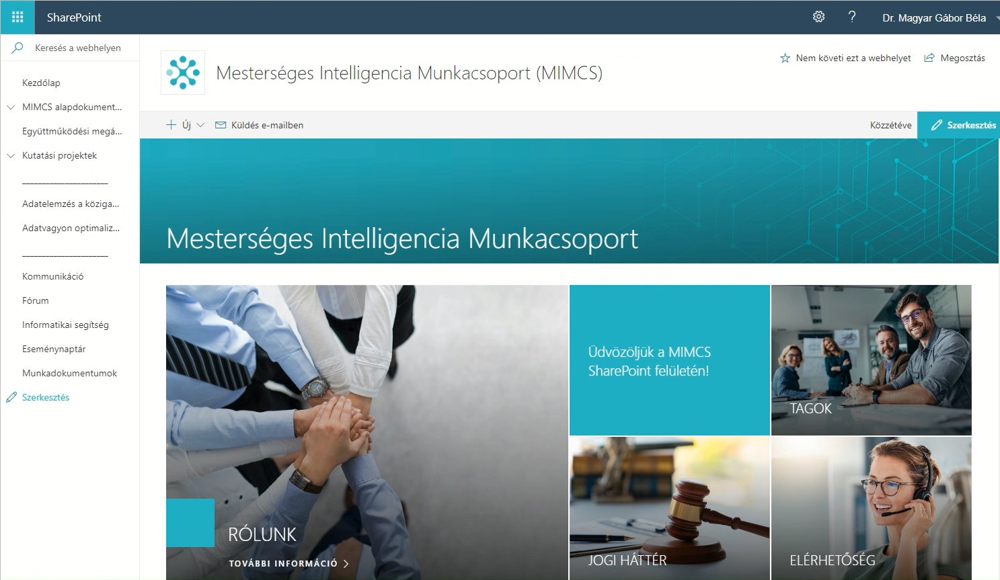 SharePoint
Dr. Magyar Gábor Béla
Keresés a webhelyen
Kezdőlap
MIMCS alapdokument...
Együttműködési megá...
Kutatási projektek
______________________
Adatelemzés a köziga...
Adatvagyon optimaliz...
______________________
Kommunikáció
Fórum
Informatikai segítség
Eseménynaptár
Munkadokumentumok
Szerkesztés
Mesterséges Intelligencia Munkacsoport (MIMCS)
Nem követi ezt a webhelyet
Megosztás
Új
Küldés e-mailben
Közzétéve
Szerkesztés
Mesterséges Intelligencia Munkacsoport
RÓLUNK
TOVÁBBI INFORMÁCIÓ
Üdvözöljük a MIMCS
SharePoint felületén!
TAGOK
JOGI HÁTTÉR
ELÉRHETŐSÉG